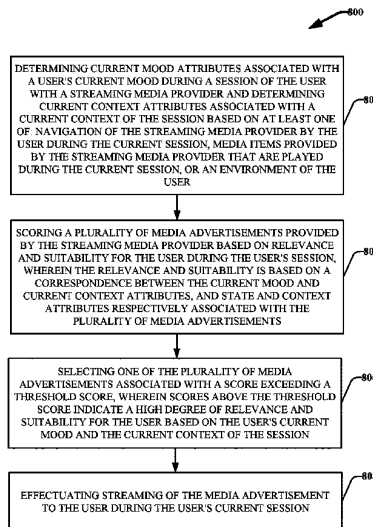 800
DETERMINING CURRENT MOOD ATTRIBUTES ASSOCIATED WITH
A USER'S CURRENT MOOD DURING A SESSION OF THE USER
WITH A STREAMING MEDIA PROVIDER AND DETERMINING
CURRENT CONTEXT ATTRIBUTES ASSOCIATED WITH A
CURRENT CONTEXT OF THE SESSION BASED ON AT LEAST ONE
OF: NAVIGATION OF THE STREAMING MEDIA PROVIDER BY THE
USER DURING THE CURRENT SESSION, MEDIA ITEMS PROVIDED
BY THE STREAMING MEDIA PROVIDER THAT ARE PLAYED
DURING THE CURRENT SESSION, OR AN ENVIRONMENT OF THE
USER
SCORING A PLURALITY OF MEDIA ADVERTISEMENTS PROVIDED
BY THE STREAMING MEDIA PROVIDER BASED ON RELEVANCE
AND SUITABILITY FOR THE USER DURING THE USER'S SESSION,
WHEREIN THE RELEVANCE AND SUITABILITY IS BASED ON A
CORRESPONDENCE BETWEEN THE CURRENT MOOD AND
CURRENT CONTEXT ATTRIBUTES, AND STATE AND CONTEXT
ATTRIBUTES RESPECTIVELY ASSOCIATED WITH THE
PLURALITY OF MEDIA ADVERTISEMENTS
SELECTING ONE OF THE PLURALITY OF MEDIA
ADVERTISEMENTS ASSOCIATED WITH A SCORE EXCEEDING A
THRESHOLD SCORE, WHEREIN SCORES ABOVE THE THRESHOLD
SCORE INDICATE A HIGH DEGREE OF RELEVANCE AND
SUITABILITY FOR THE USER BASED ON THE USER'S CURRENT
MOOD AND THE CURRENT CONTEXT OF THE SESSION
EFFECTUATING STREAMING OF THE MEDIA ADVERTISEMENT
TO THE USER DURING THE USER'S CURRENT SESSION